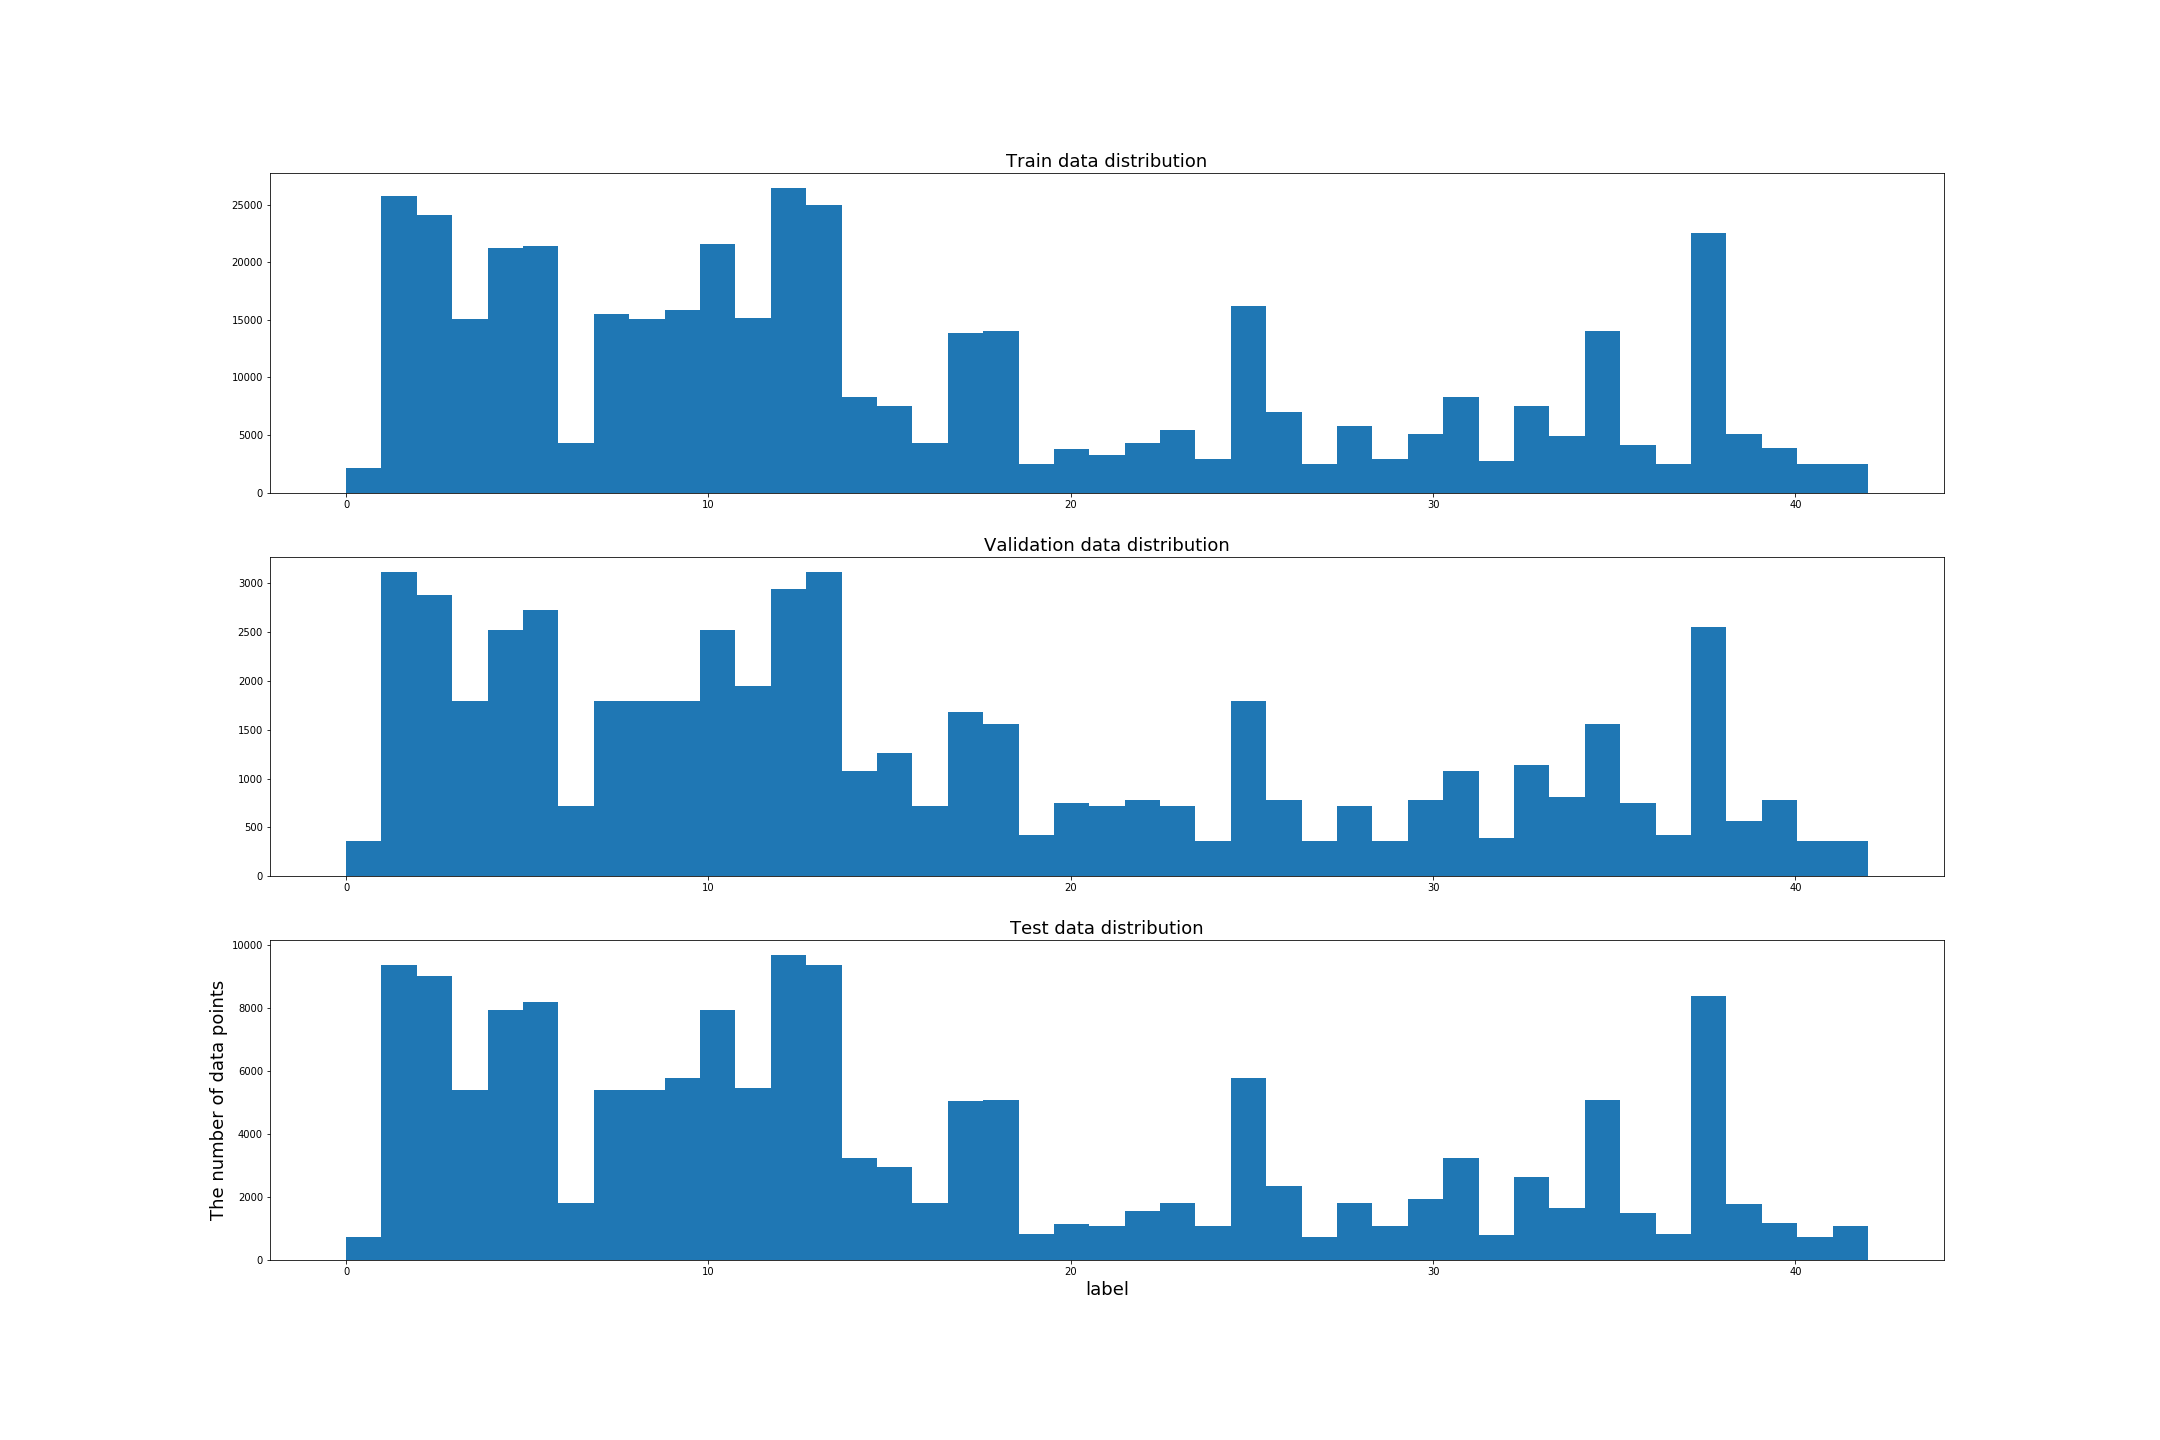 Train data distribution
25000
20000
15000
10000
5000
0
0 10 20 30 40
Validation data distribution
3000
2500
2000
1500
1000
500
0
0 10 20 30 40
Test data distribution
10000
8000
6000
4000
2000
0
The number of data points
0 10 20 30 40
label